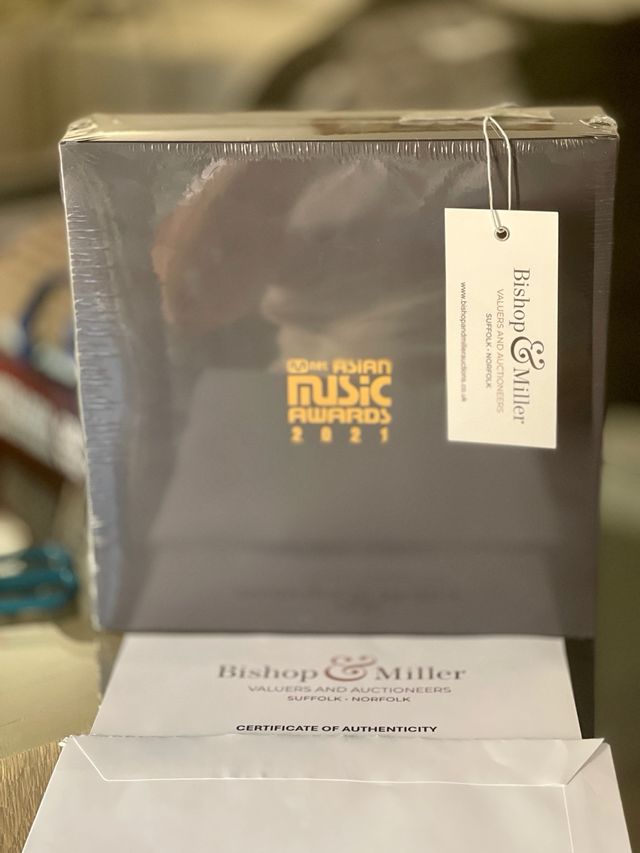 Mnet ASIAN
MUSIC
AWARDS
2021
Bishop & Miller
VALUERS AND AUCTIONEERS
SUFFOLK • NORFOLK
www.bishopandmillerauctions.co.uk
Bishop & Miller
VALUERS AND AUCTIONEERS
SUFFOLK • NORFOLK
CERTIFICATE OF AUTHENTICITY